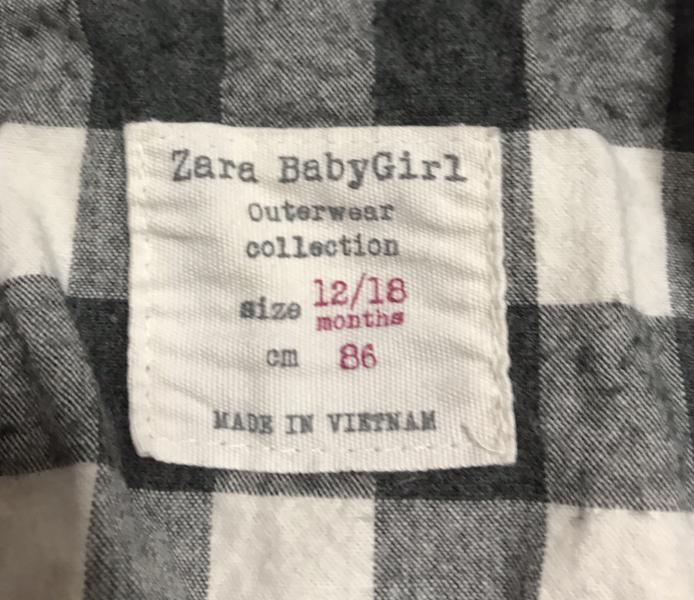 Zara BabyGirl
Outerwear
collection
size 12/18
months
cm 86
MADE IN VIETNAM